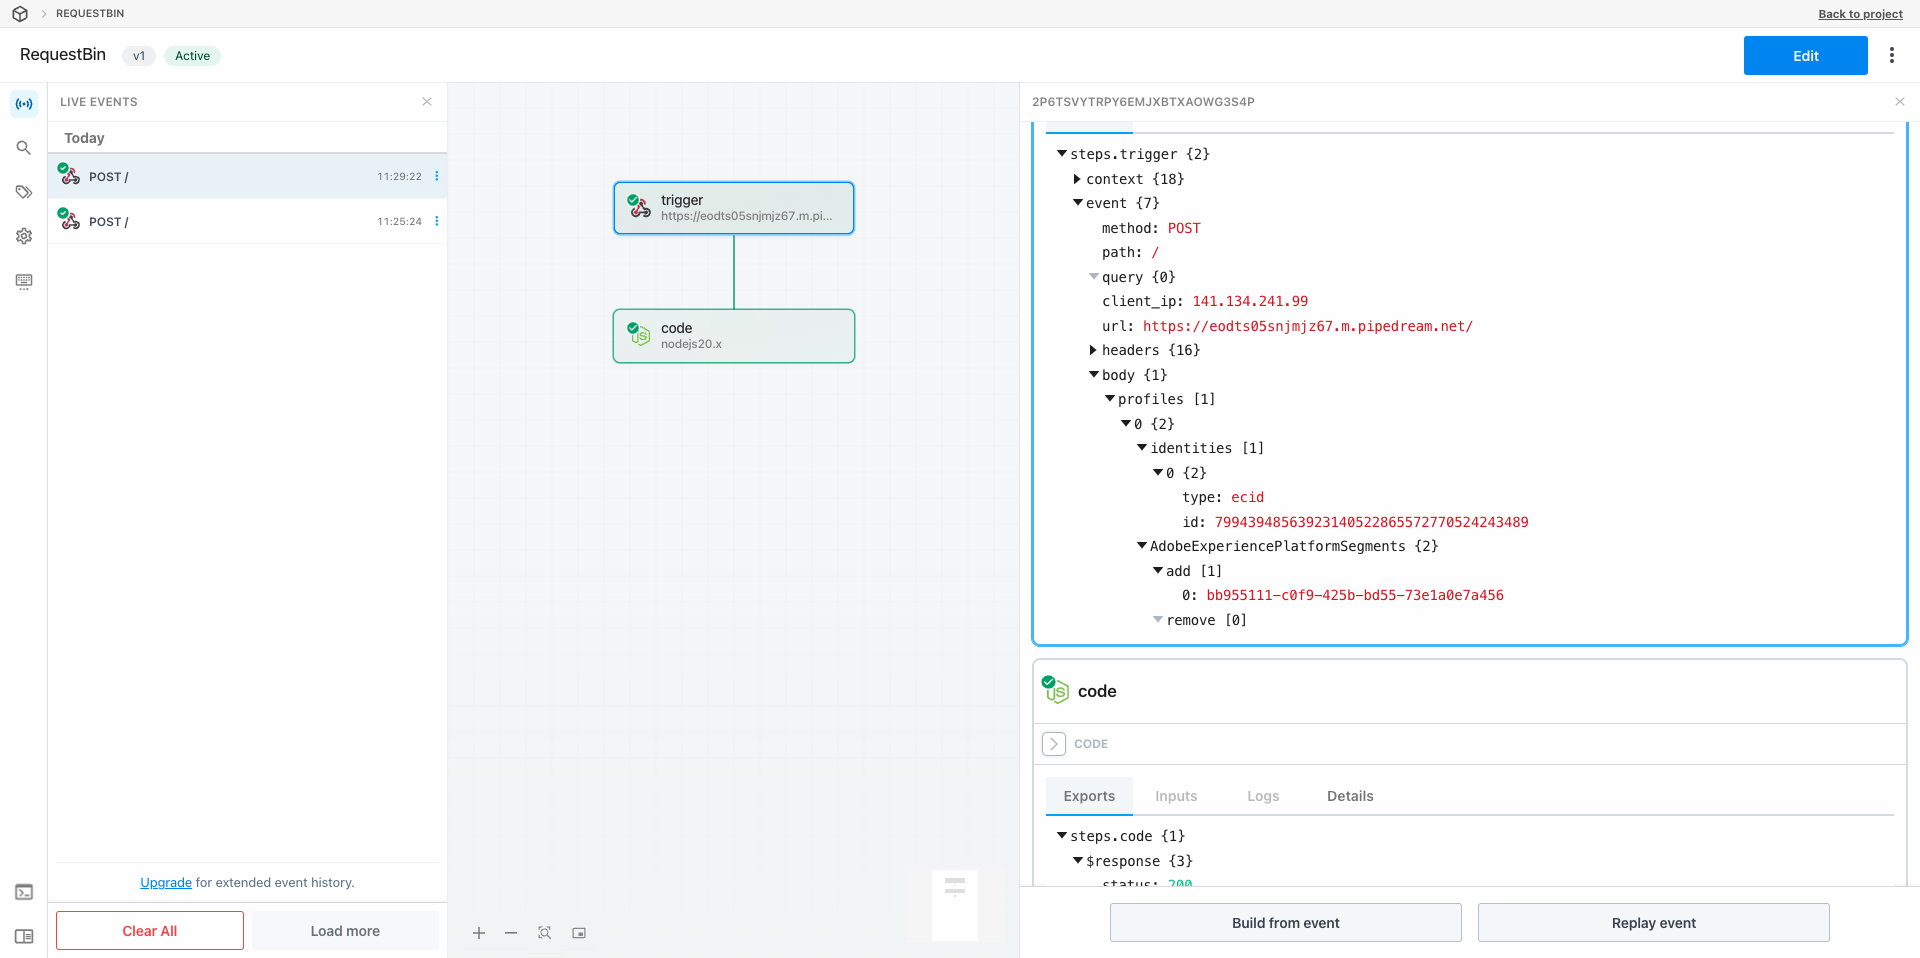 REQUESTBIN
Back to project
RequestBin
v1
Active
Edit
LIVE EVENTS
Today
POST /
11:29:22
POST /
11:25:24
Upgrade for extended event history.
Clear All
Load more
trigger
https://eodts05snjmjz67.m.pi...
code
nodejs20.x
2P6TSVYTRPY6EMJXBTXAOWG3S4P
steps.trigger {2}
context {18}
event {7}
method: POST
path: /
query {0}
client_ip: 141.134.241.99
url: https://eodts05snjmjz67.m.pipedream.net/
headers {16}
body {1}
profiles [1]
0 {2}
identities [1]
0 {2}
type: ecid
id: 79943948563923140522865572770524243489
AdobeExperiencePlatformSegments {2}
add [1]
0: bb955111-c0f9-425b-bd55-73e1a0e7a456
remove [0]
code
CODE
Exports
Inputs
Logs
Details
steps.code {1}
$response {3}
status: 200
Build from event
Replay event